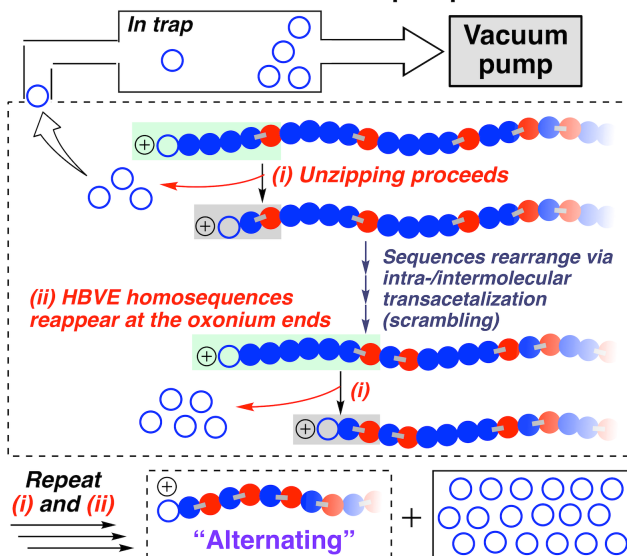 In trap
Vacuum
pump
⊕
(i) Unzipping proceeds
⊕
Sequences rearrange via
intra-/intermolecular
transacetalization
(scrambling)
(ii) HBVE homosequences
reappear at the oxonium ends
⊕
(i)
⊕
Repeat
(i) and (ii)
⊕
“Alternating”
+